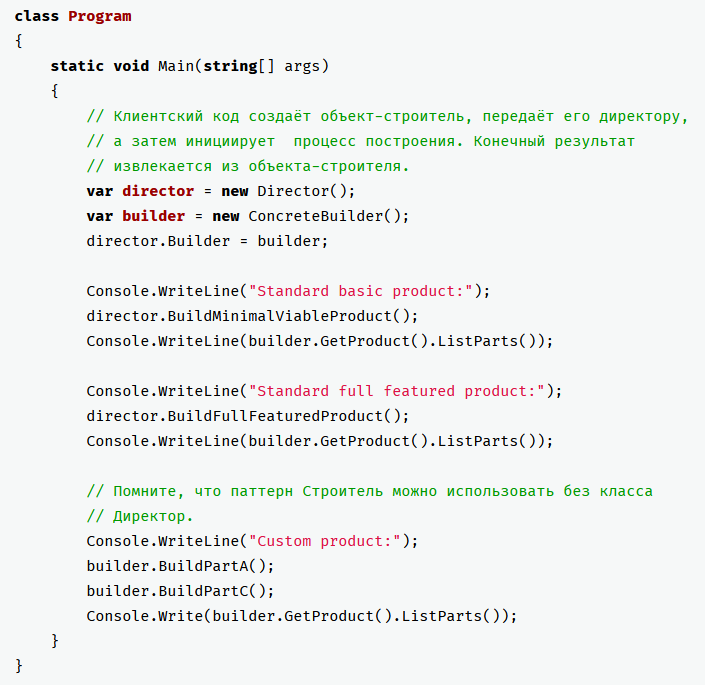 class Program
{
    static void Main(string[] args)
    {
        // Клиентский код создаёт объект-строитель, передаёт его директору,
        // а затем инициирует  процесс построения. Конечный результат
        // извлекается из объекта-строителя.
        var director = new Director();
        var builder = new ConcreteBuilder();
        director.Builder = builder;

        Console.WriteLine("Standard basic product:");
        director.BuildMinimalViableProduct();
        Console.WriteLine(builder.GetProduct().ListParts());

        Console.WriteLine("Standard full featured product:");
        director.BuildFullFeaturedProduct();
        Console.WriteLine(builder.GetProduct().ListParts());

        // Помните, что паттерн Строитель можно использовать без класса
        // Директор.
        Console.WriteLine("Custom product:");
        builder.BuildPartA();
        builder.BuildPartC();
        Console.Write(builder.GetProduct().ListParts());
    }
}